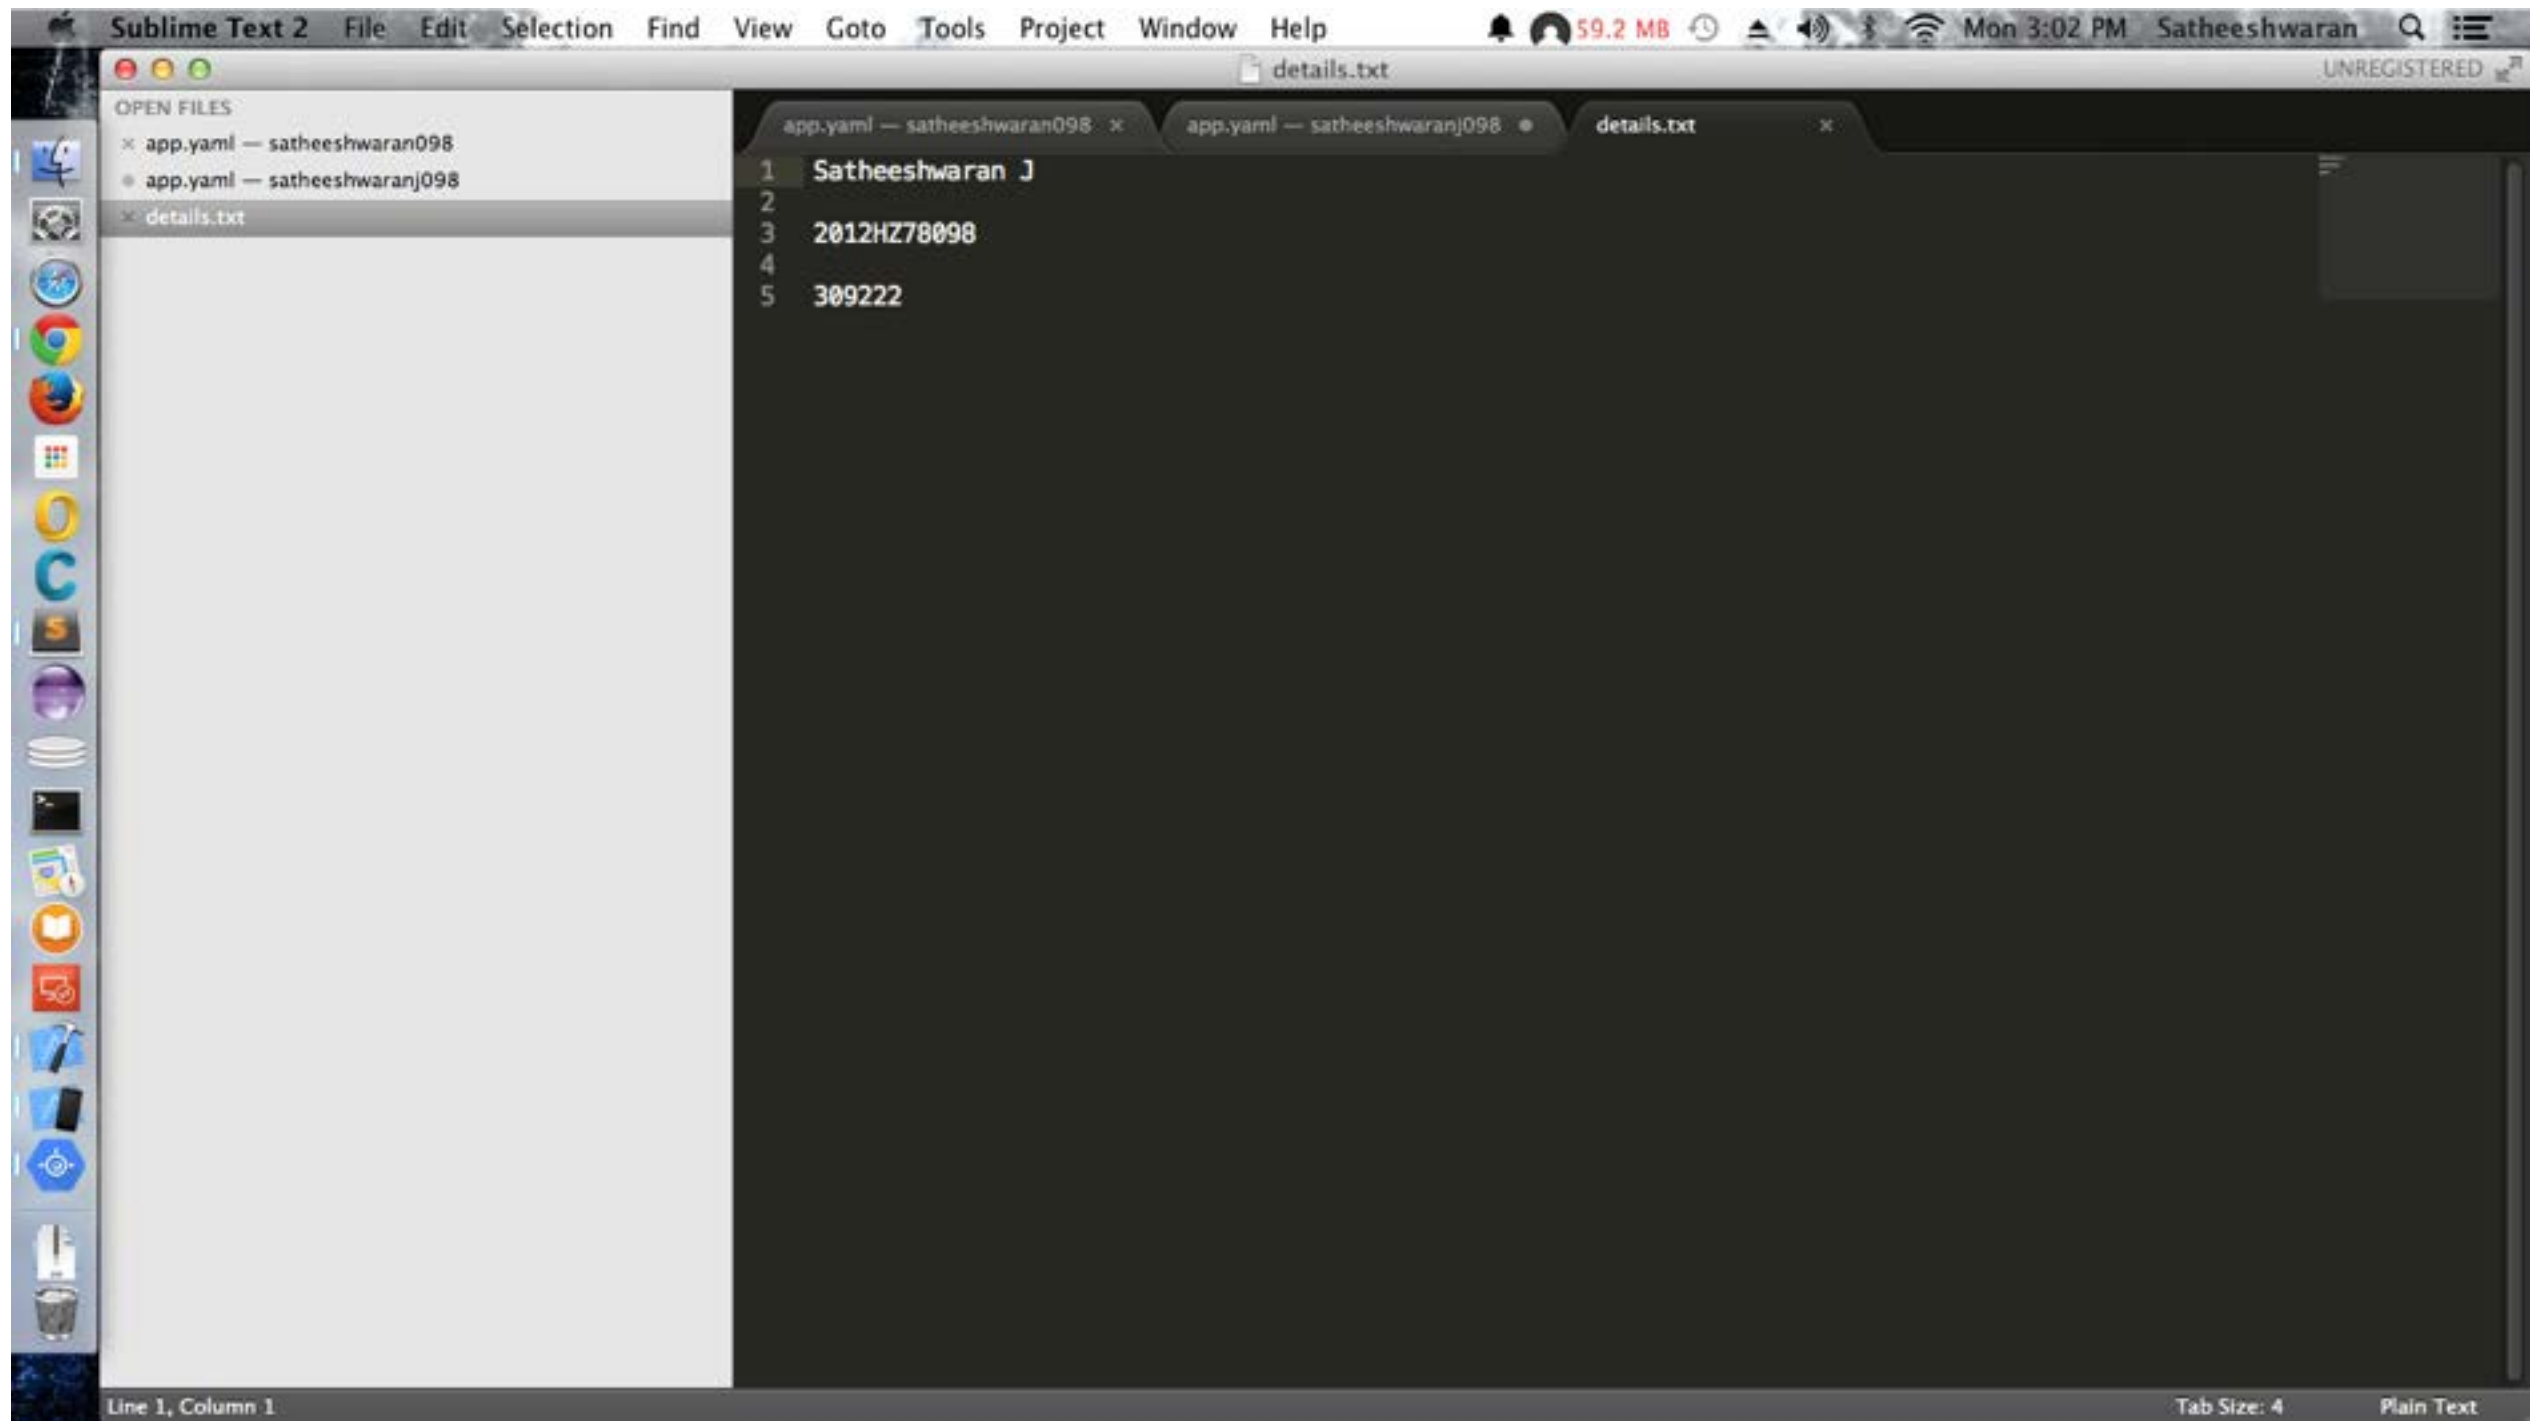 Sublime Text 2 File Edit Selection Find View Goto Tools Project Window Help 59.2 MB Mon 3:02 PM Satheeshwaran
details.txt UNREGISTERED
OPEN FILES
app.yaml — satheeshwaran098
app.yaml — satheeshwaranj098
details.txt
app.yaml — satheeshwaran098 app.yaml — satheeshwaranj098 details.txt
1 Satheeshwaran J
2
3 2012HZ78098
4
5 309222
Line 1, Column 1 Tab Size: 4 Plain Text